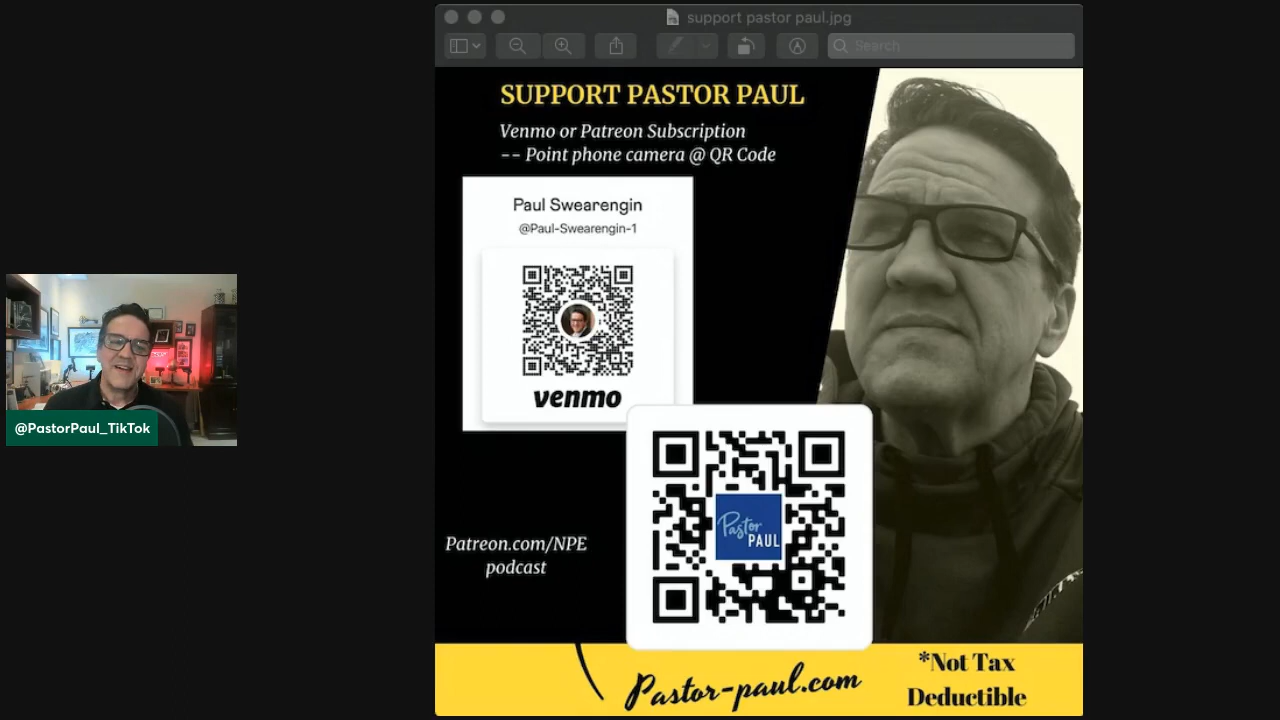 support pastor paul.jpg
Search
SUPPORT PASTOR PAUL
Venmo or Patreon Subscription
-- Point phone camera @ QR Code
Paul Swearengin
@Paul-Swearengin-1
venmo
@PastorPaul_TikTok
Pastor
PAUL
Patreon.com/NPE
podcast
Pastor-paul.com
*Not Tax
Deductible